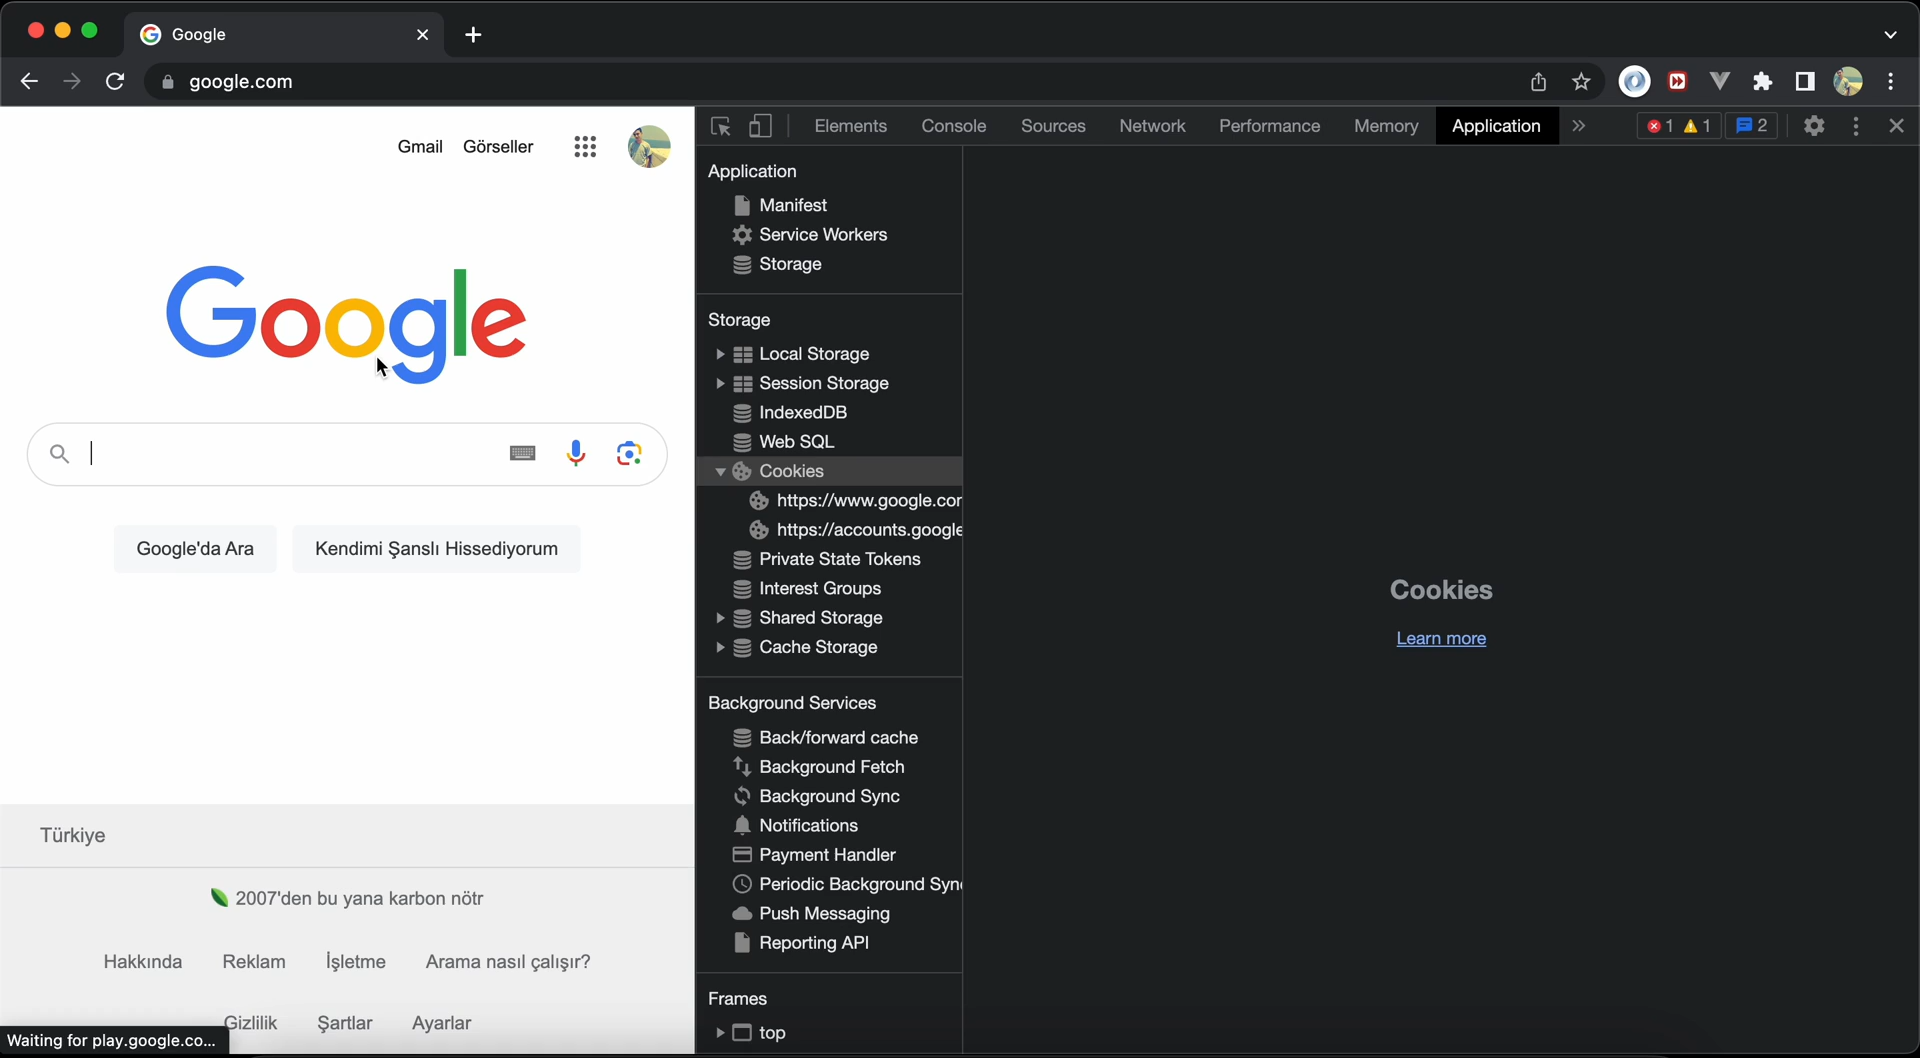 Google
google.com
Gmail Görseller
Elements Console Sources Network Performance Memory Application 1 1 2
Google
Google'da Ara Kendimi Şanslı Hissediyorum
Türkiye
2007'den bu yana karbon nötr
Hakkında Reklam İşletme Arama nasıl çalışır?
Gizlilik Şartlar Ayarlar
Waiting for play.google.co...
Application
Manifest
Service Workers
Storage
Storage
Local Storage
Session Storage
IndexedDB
Web SQL
Cookies
https://www.google.cor
https://accounts.google
Private State Tokens
Interest Groups
Shared Storage
Cache Storage
Background Services
Back/forward cache
Background Fetch
Background Sync
Notifications
Payment Handler
Periodic Background Syn
Push Messaging
Reporting API
Frames
top
Cookies
Learn more